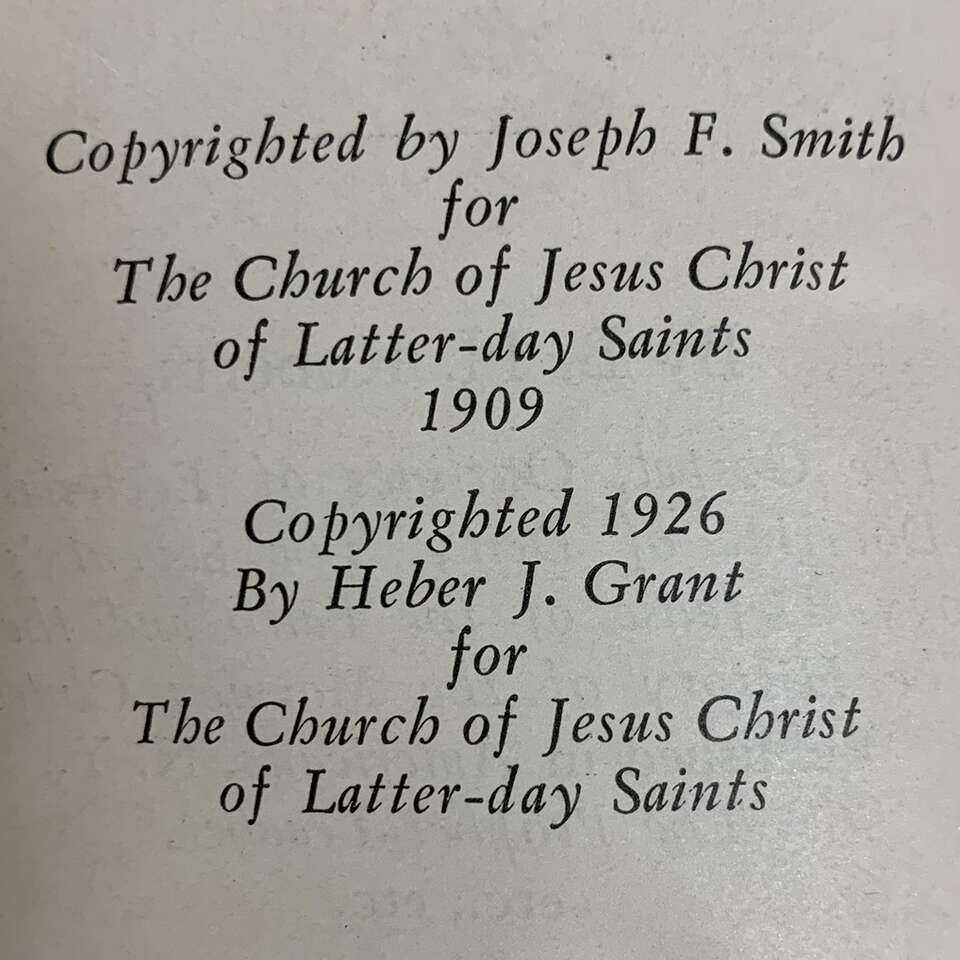 Copyrighted by Joseph F. Smith
for
The Church of Jesus Christ
of Latter-day Saints
1909
Copyrighted 1926
By Heber J. Grant
for
The Church of Jesus Christ
of Latter-day Saints